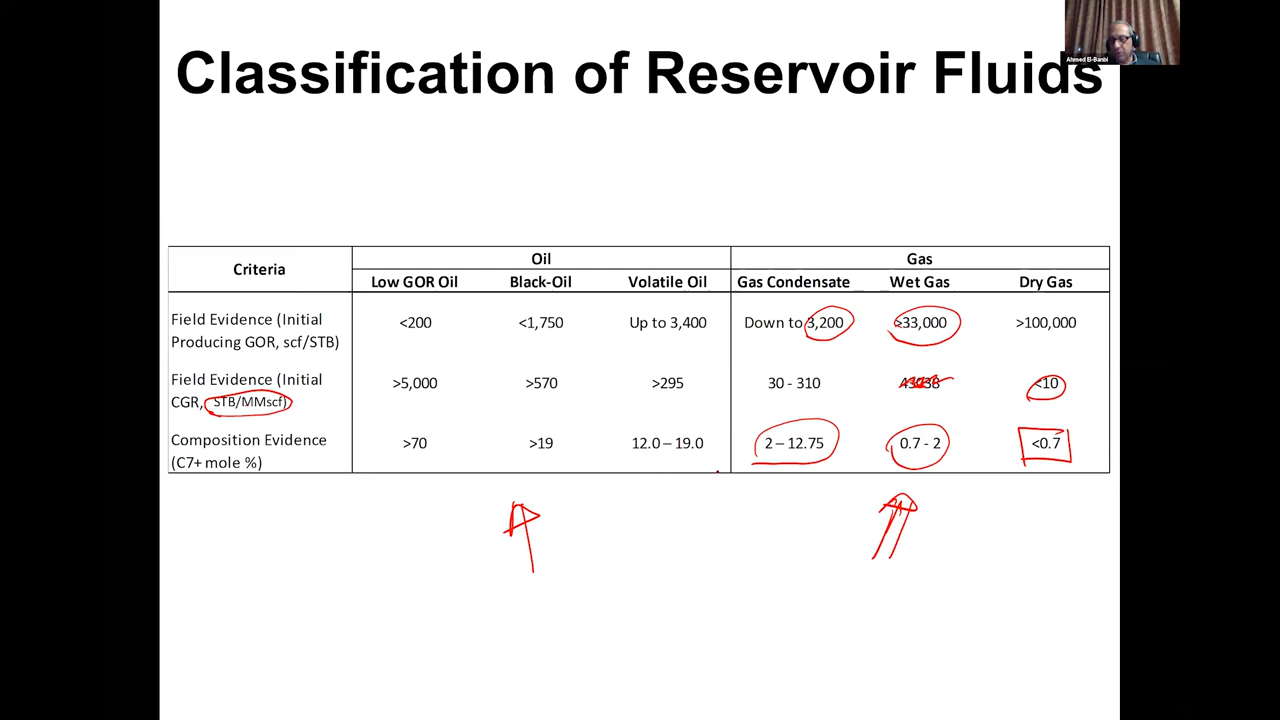 Classification of Reservoir Fluids
Ahmed El-Banbi
Criteria Oil Gas
Low GOR Oil Black-Oil Volatile Oil Gas Condensate Wet Gas Dry Gas
Field Evidence (Initial
Producing GOR, scf/STB) <200 <1,750 Up to 3,400 Down to 3,200 >33,000 >100,000
Field Evidence (Initial
CGR, STB/MMscf) >5,000 >570 >295 30 - 310 <10
Composition Evidence
(C7+ mole %) >70 >19 12.0 – 19.0 2 – 12.75 0.7 - 2 <0.7